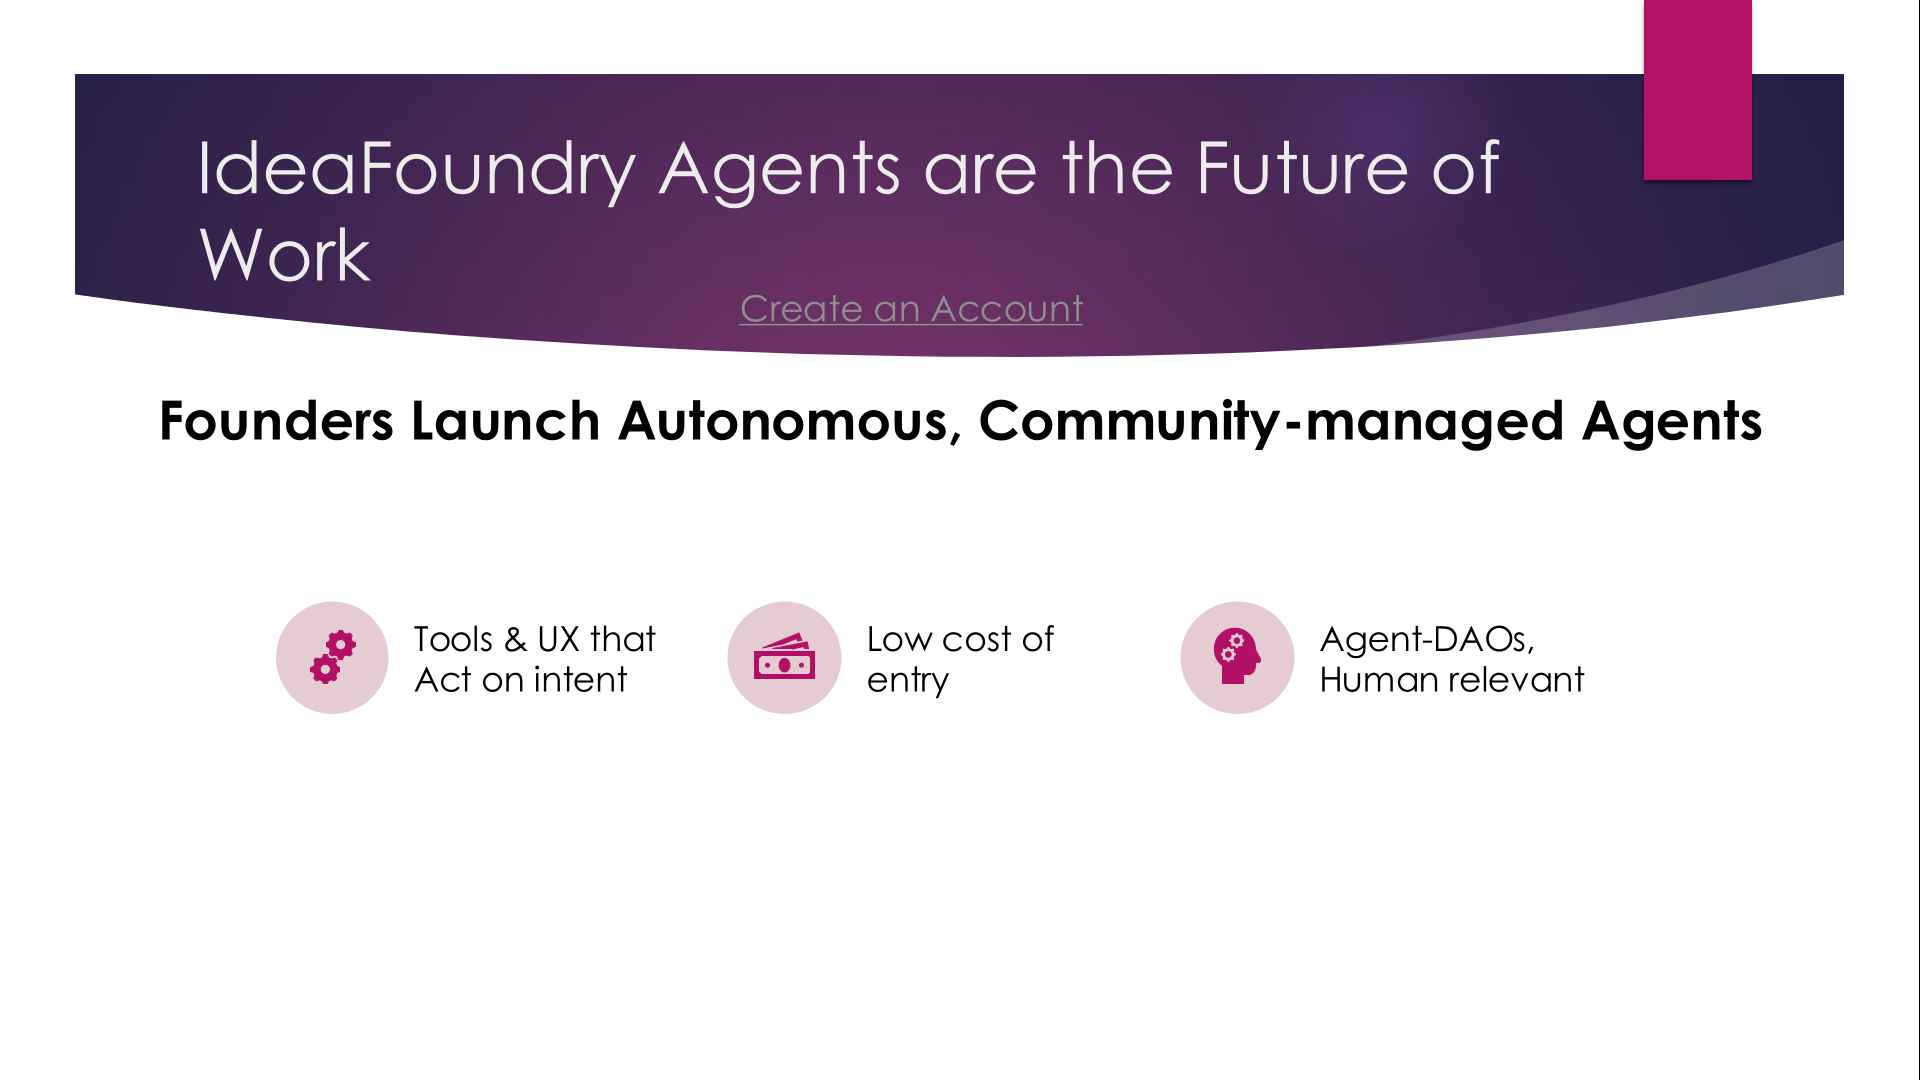 IdeaFoundry Agents are the Future of
Work
Create an Account
Founders Launch Autonomous, Community-managed Agents
Tools & UX that
Act on intent
Low cost of
entry
Agent-DAOs,
Human relevant